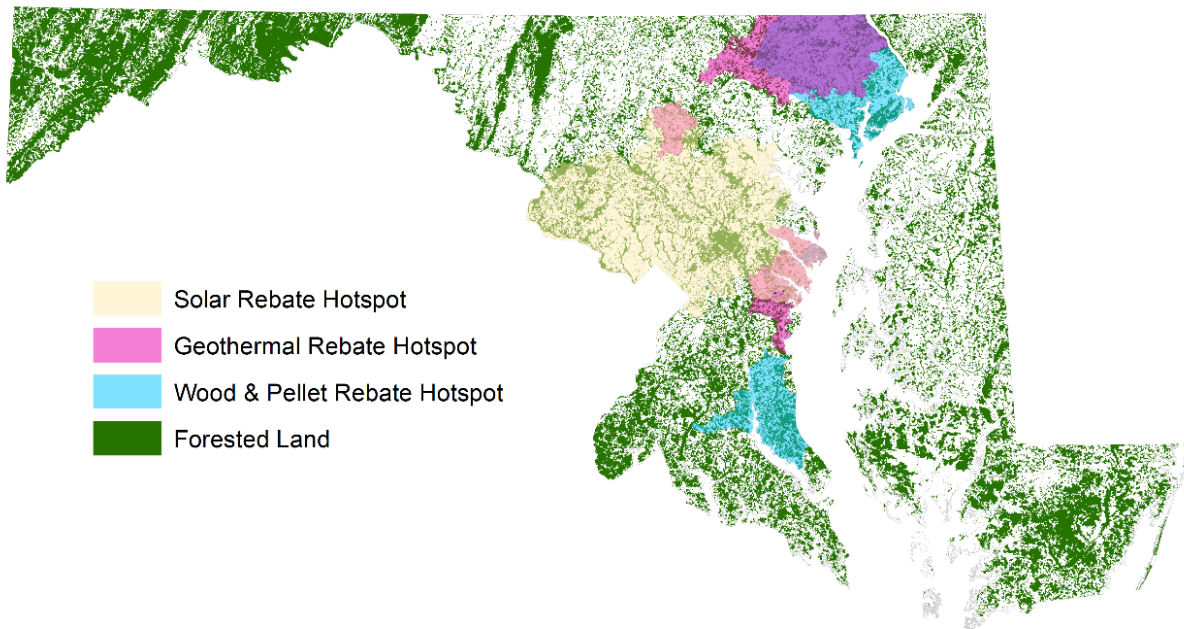 Solar Rebate Hotspot
Geothermal Rebate Hotspot
Wood & Pellet Rebate Hotspot
Forested Land